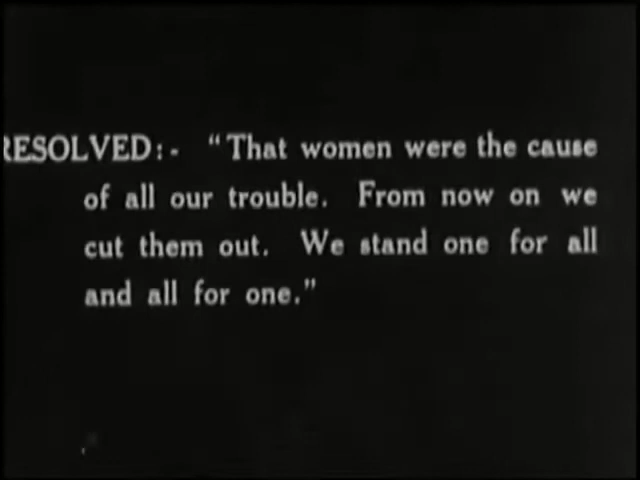 RESOLVED:- "That women were the cause
of all our trouble. From now on we
cut them out. We stand one for all
and all for one."